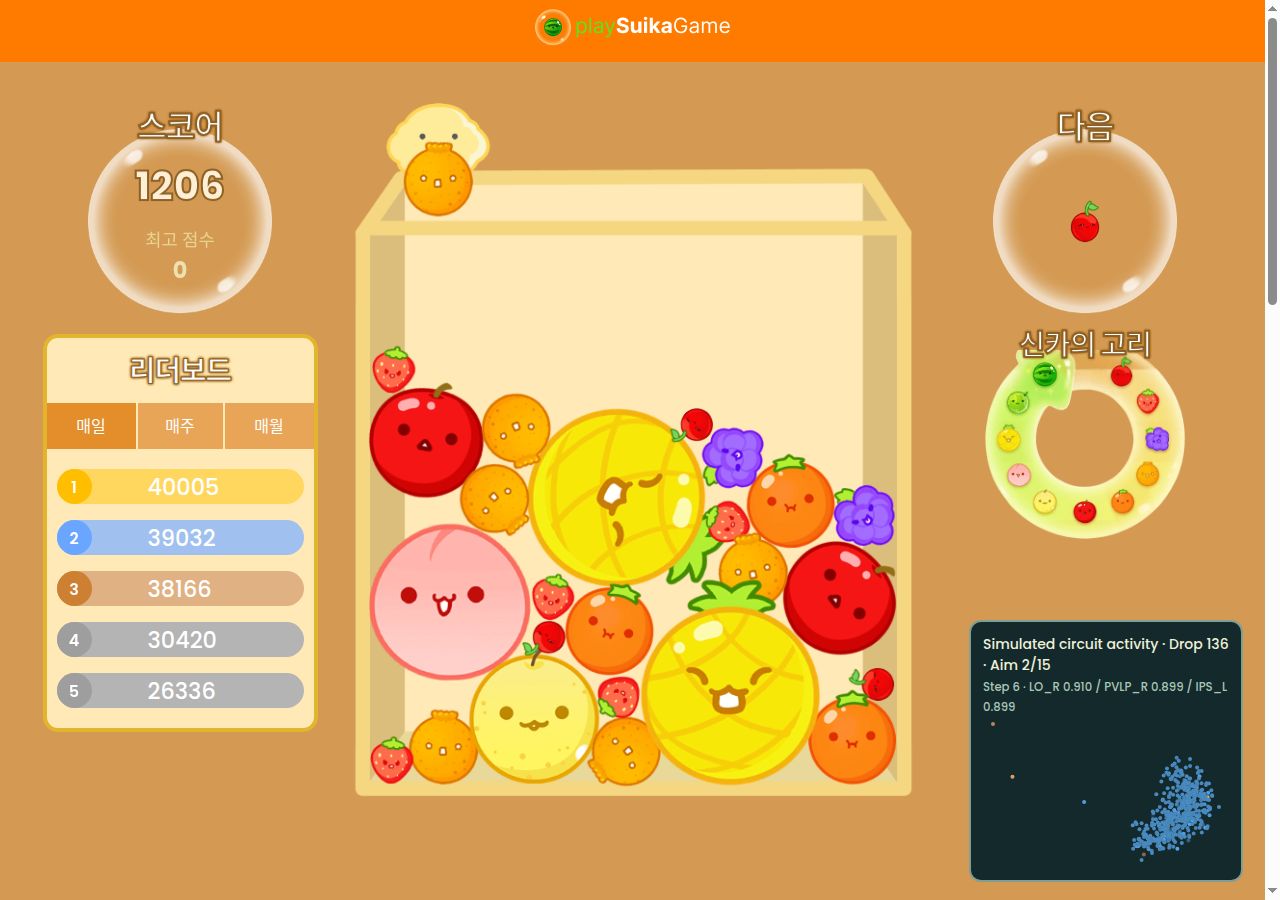 playSuikaGame
스코어
1206
최고 점수
0
리더보드
매일 매주 매월
1 40005
2 39032
3 38166
4 30420
5 26336
다음
신카의 고리
Simulated circuit activity · Drop 136
· Aim 2/15
Step 6 · LO_R 0.910 / PVLP_R 0.899 / IPS_L
0.899